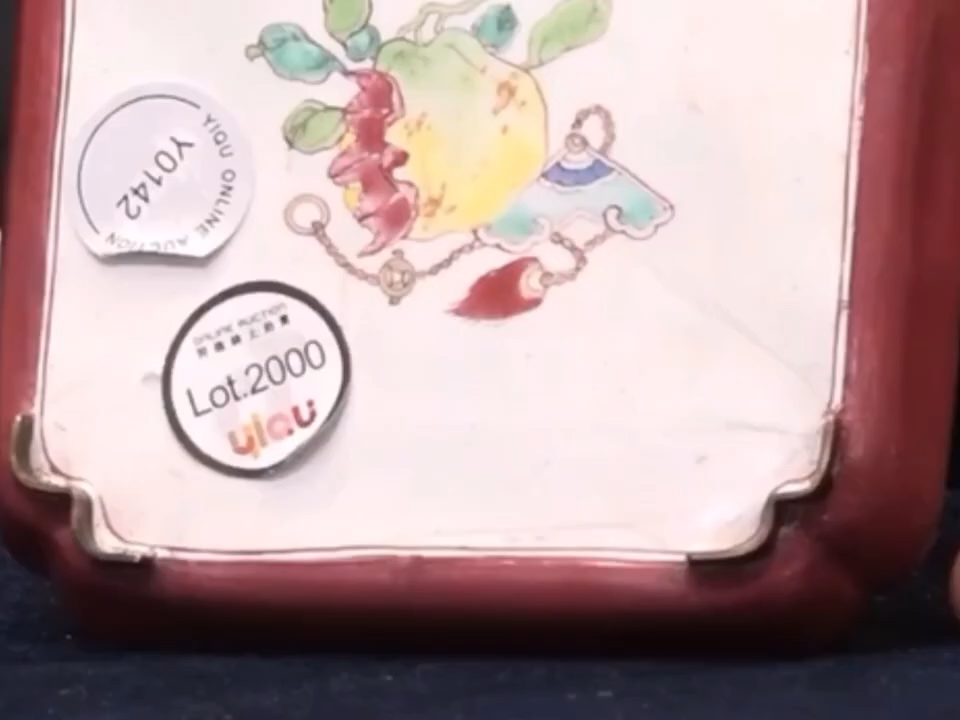 YIQU ONLINE AUCTION
Y0142
ONLINE AUCTION
Lot.2000
yiqu